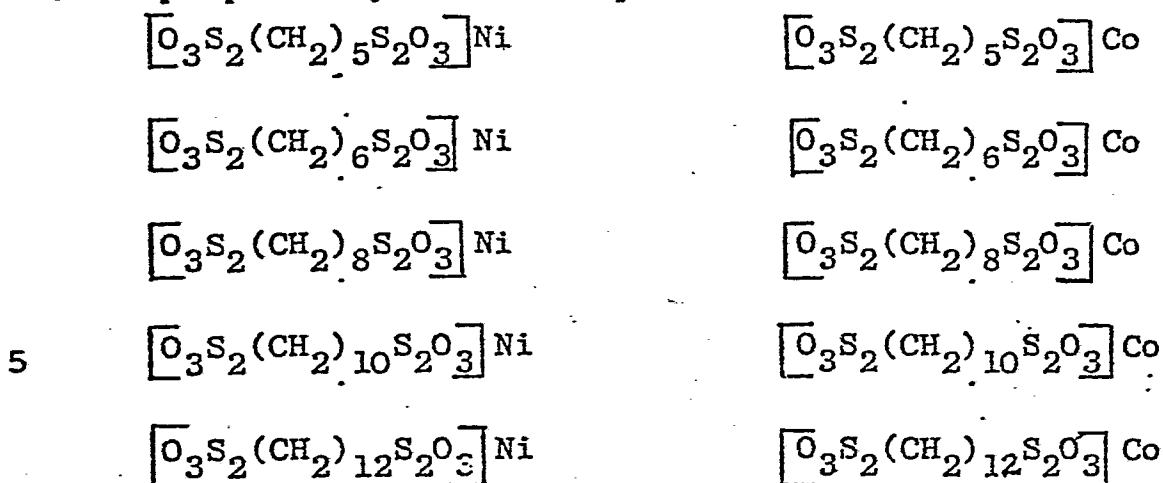 [O₃S₂(CH₂)₅S₂O₃]Ni [O₃S₂(CH₂)₅S₂O₃]Co
[O₃S₂(CH₂)₆S₂O₃]Ni [O₃S₂(CH₂)₆S₂O₃]Co
[O₃S₂(CH₂)₈S₂O₃]Ni [O₃S₂(CH₂)₈S₂O₃]Co
5 [O₃S₂(CH₂)₁₀S₂O₃]Ni [O₃S₂(CH₂)₁₀S₂O₃]Co
[O₃S₂(CH₂)₁₂S₂O₃]Ni [O₃S₂(CH₂)₁₂S₂O₃]Co